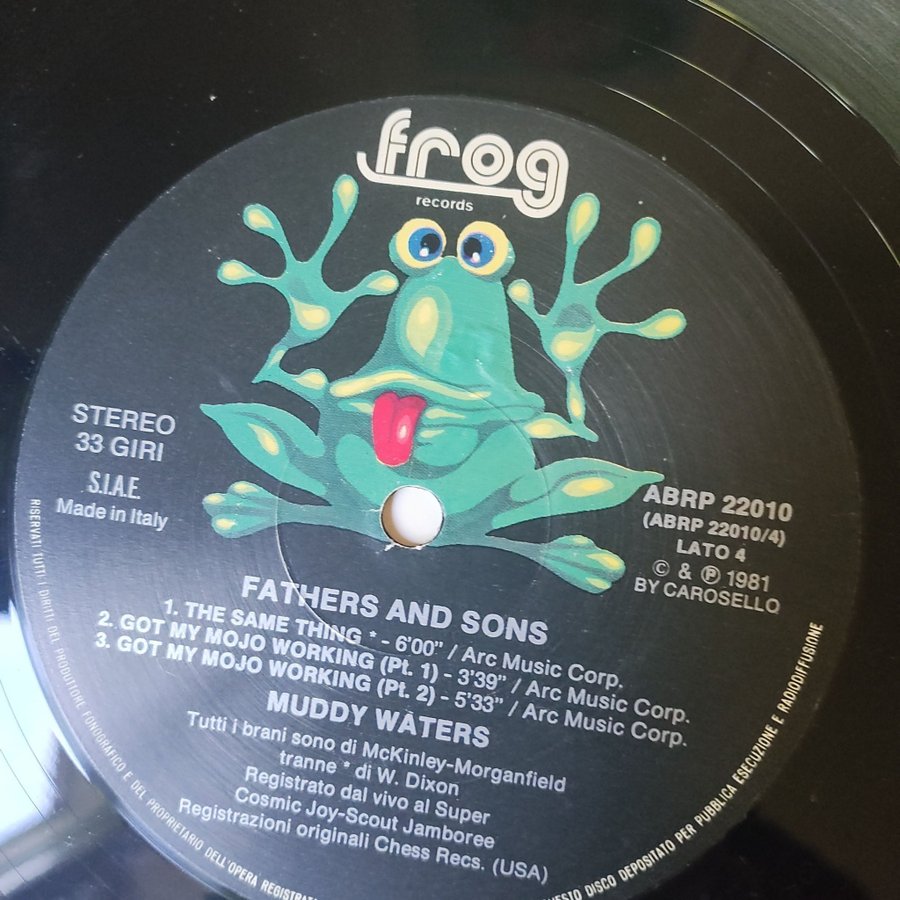 frog
records
STEREO
33 GIRI
S.I.A.E.
Made in Italy
ABRP 22010
(ABRP 22010/4)
LATO 4
© & ℗ 1981
BY CAROSELLO
FATHERS AND SONS
1. THE SAME THING * - 6'00" / Arc Music Corp.
2. GOT MY MOJO WORKING (Pt. 1) - 3'39" / Arc Music Corp.
3. GOT MY MOJO WORKING (Pt. 2) - 5'33" / Arc Music Corp.
MUDDY WATERS
Tutti i brani sono di McKinley-Morganfield
tranne * di W. Dixon
Registrato dal vivo al Super
Cosmic Joy-Scout Jamboree
Registrazioni originali Chess Recs. (USA)
RISERVATI TUTTI I DIRITTI DEL PRODUTTORE FONOGRAFICO E DEL PROPRIETARIO DELL'OPERA
DISCO DEPOSITATO PER PUBBLICA ESECUZIONE E RADIODIFFUSIONE